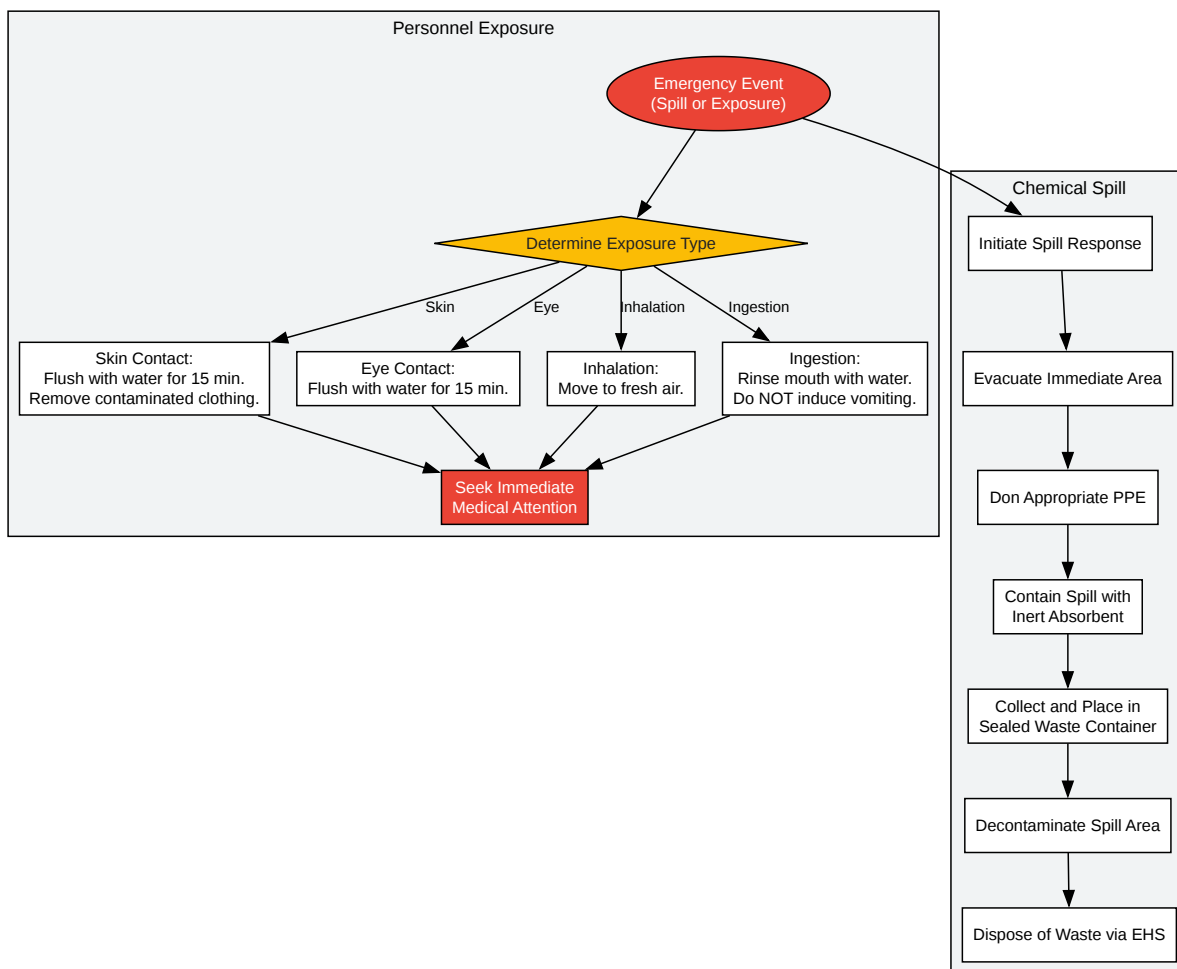 Personnel Exposure
Emergency Event
(Spill or Exposure)
Chemical Spill
Initiate Spill Response
Determine Exposure Type
Skin
Eye
Inhalation
Ingestion
Skin Contact:
Flush with water for 15 min.
Remove contaminated clothing.
Eye Contact:
Flush with water for 15 min.
Inhalation:
Move to fresh air.
Ingestion:
Rinse mouth with water.
Do NOT induce vomiting.
Evacuate Immediate Area
Seek Immediate
Medical Attention
Don Appropriate PPE
Contain Spill with
Inert Absorbent
Collect and Place in
Sealed Waste Container
Decontaminate Spill Area
Dispose of Waste via EHS